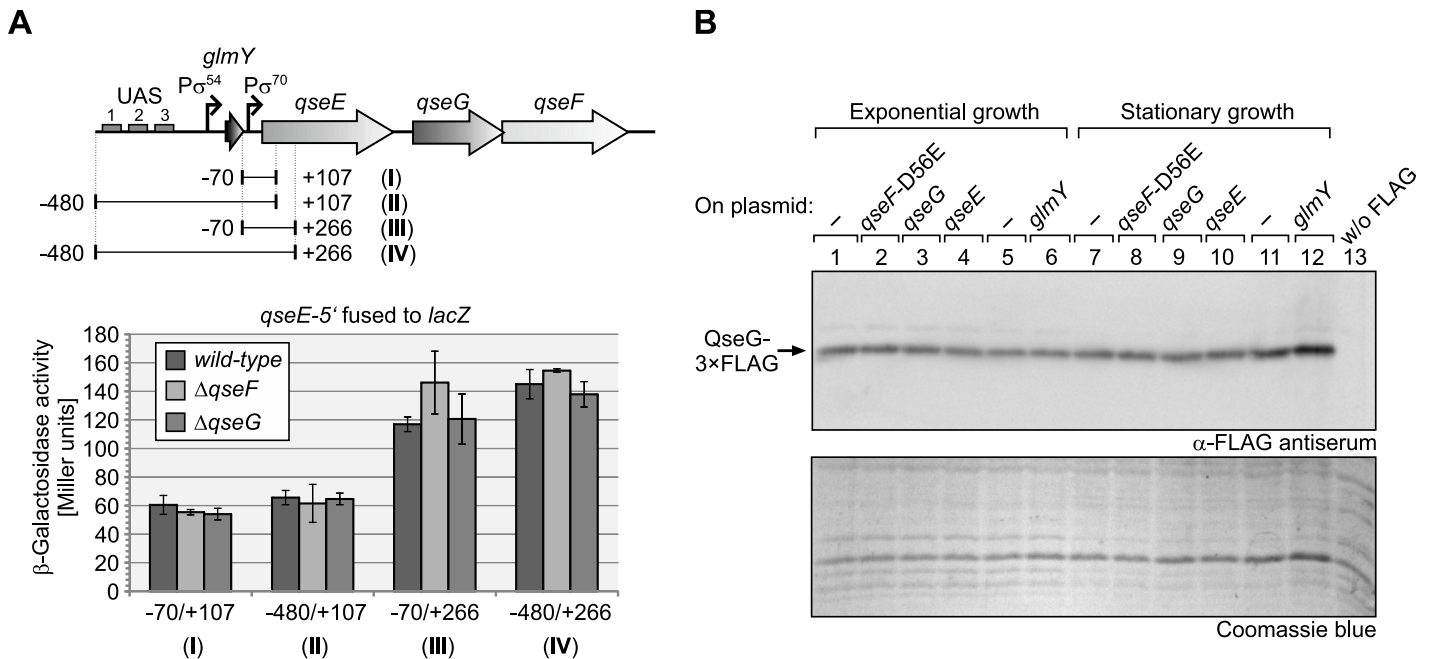 A
glmY
Pσ54 Pσ70
UAS
1 2 3
qseE qseG qseF
-70 +107 (I)
-480 +107 (II)
-70 +266 (III)
-480 +266 (IV)
qseE-5‘ fused to lacZ
β-Galactosidase activity
[Miller units]
180
160
140
120
100
80
60
40
20
0
wild-type
ΔqseF
ΔqseG
-70/+107 -480/+107 -70/+266 -480/+266
(I) (II) (III) (IV)
B
Exponential growth Stationary growth
On plasmid: – qseF-D56E qseG qseE – glmY – qseF-D56E qseG qseE – glmY w/o FLAG
1 2 3 4 5 6 7 8 9 10 11 12 13
QseG-
3×FLAG
α-FLAG antiserum
Coomassie blue